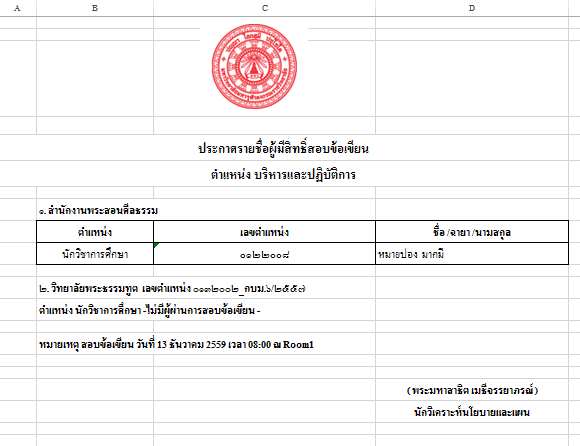 A B C D
ประกาศรายชื่อผู้มีสิทธิ์สอบข้อเขียน
ตำแหน่ง บริหารและปฏิบัติการ
๑. สำนักงานพระสอนศีลธรรม
ตำแหน่ง เลขตำแหน่ง ชื่อ /ฉายา /นามสกุล
นักวิชาการศึกษา ๐๑๒๒๐๐๘ หมายปอง มากมี
๒. วิทยาลัยพระธรรมทูต เลขตำแหน่ง ๐๑๓๒๐๐๒_กบม.๖/๒๕๕๗
ตำแหน่ง นักวิชาการศึกษา -ไม่มีผู้ผ่านการสอบข้อเขียน -
หมายเหตุ สอบข้อเขียน วันที่ 13 ธันวาคม 2559 เวลา 08:00 ณ Room1
( พระมหาสาธิต เมธีจรรยาภรณ์ )
นักวิเคราะห์นโยบายและแผน